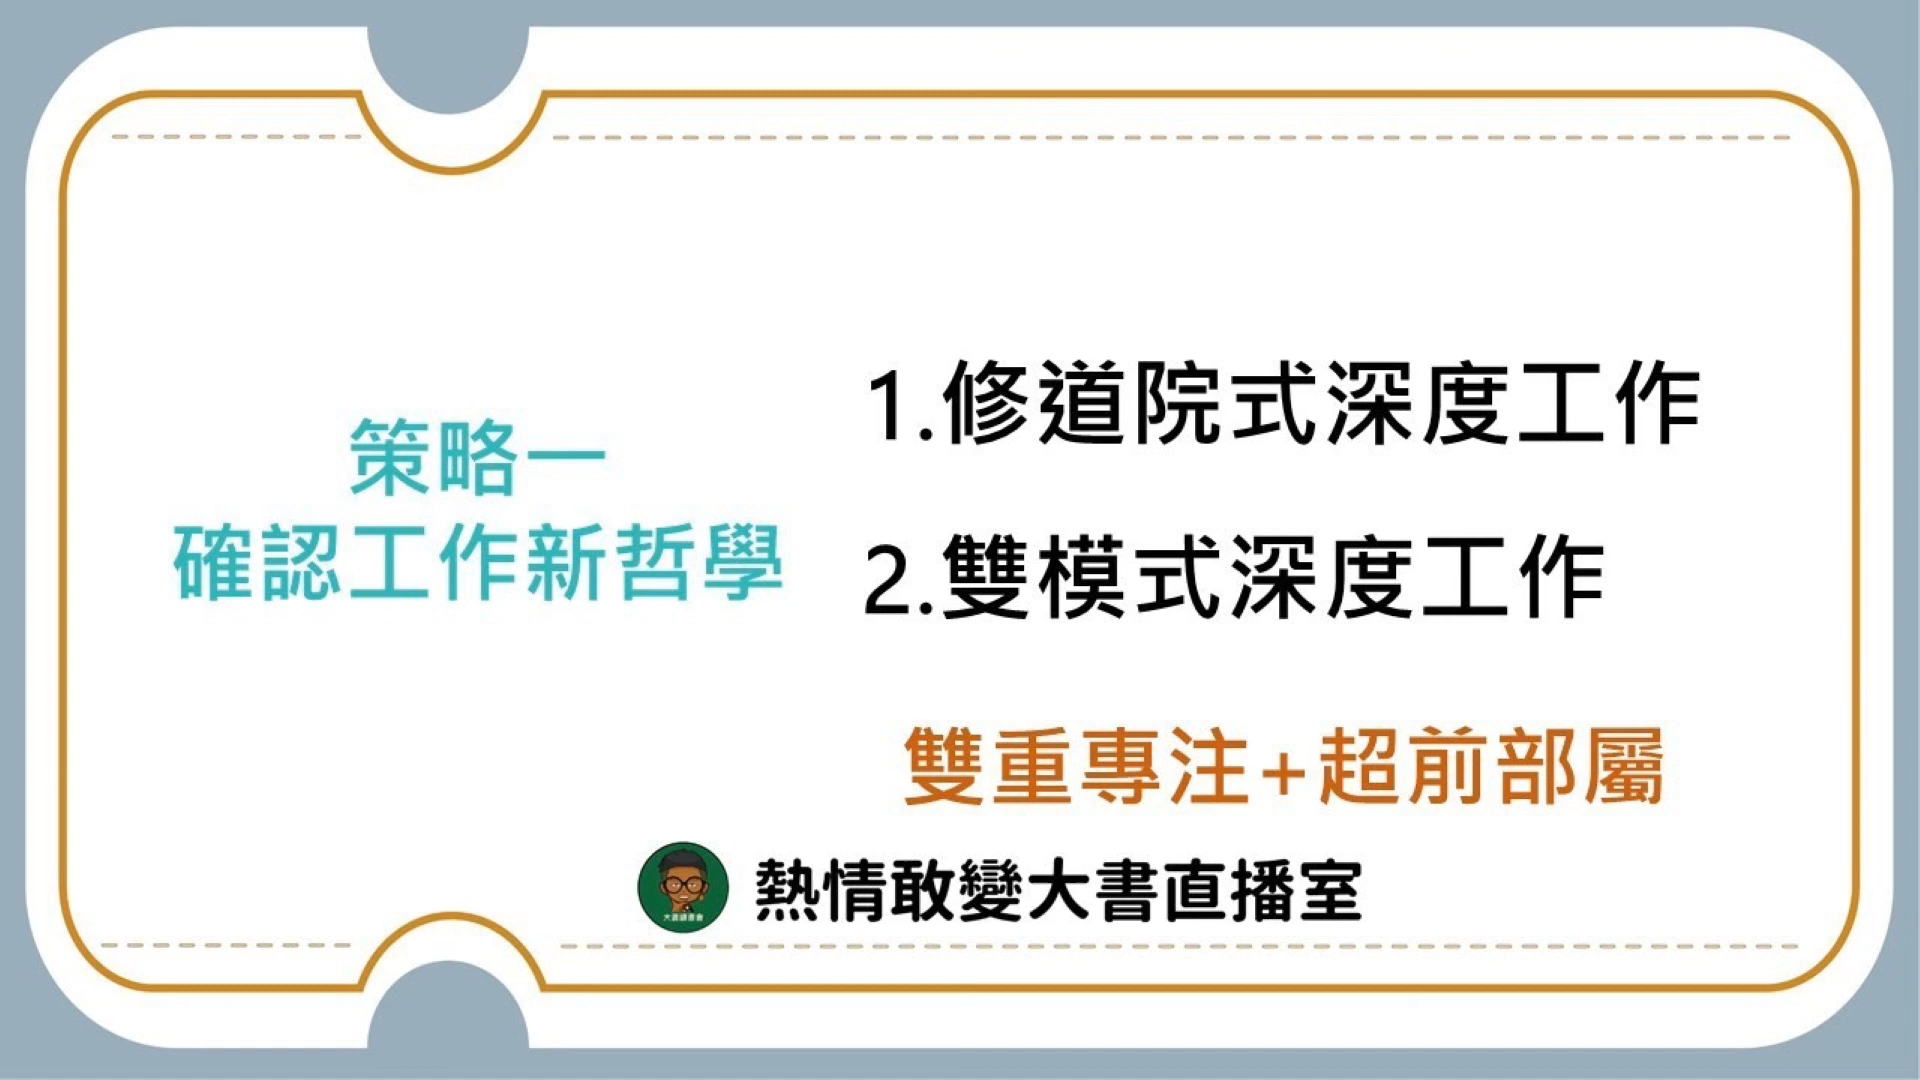 策略一
確認工作新哲學
1.修道院式深度工作
2.雙模式深度工作
雙重專注+超前部屬
熱情敢變大書直播室